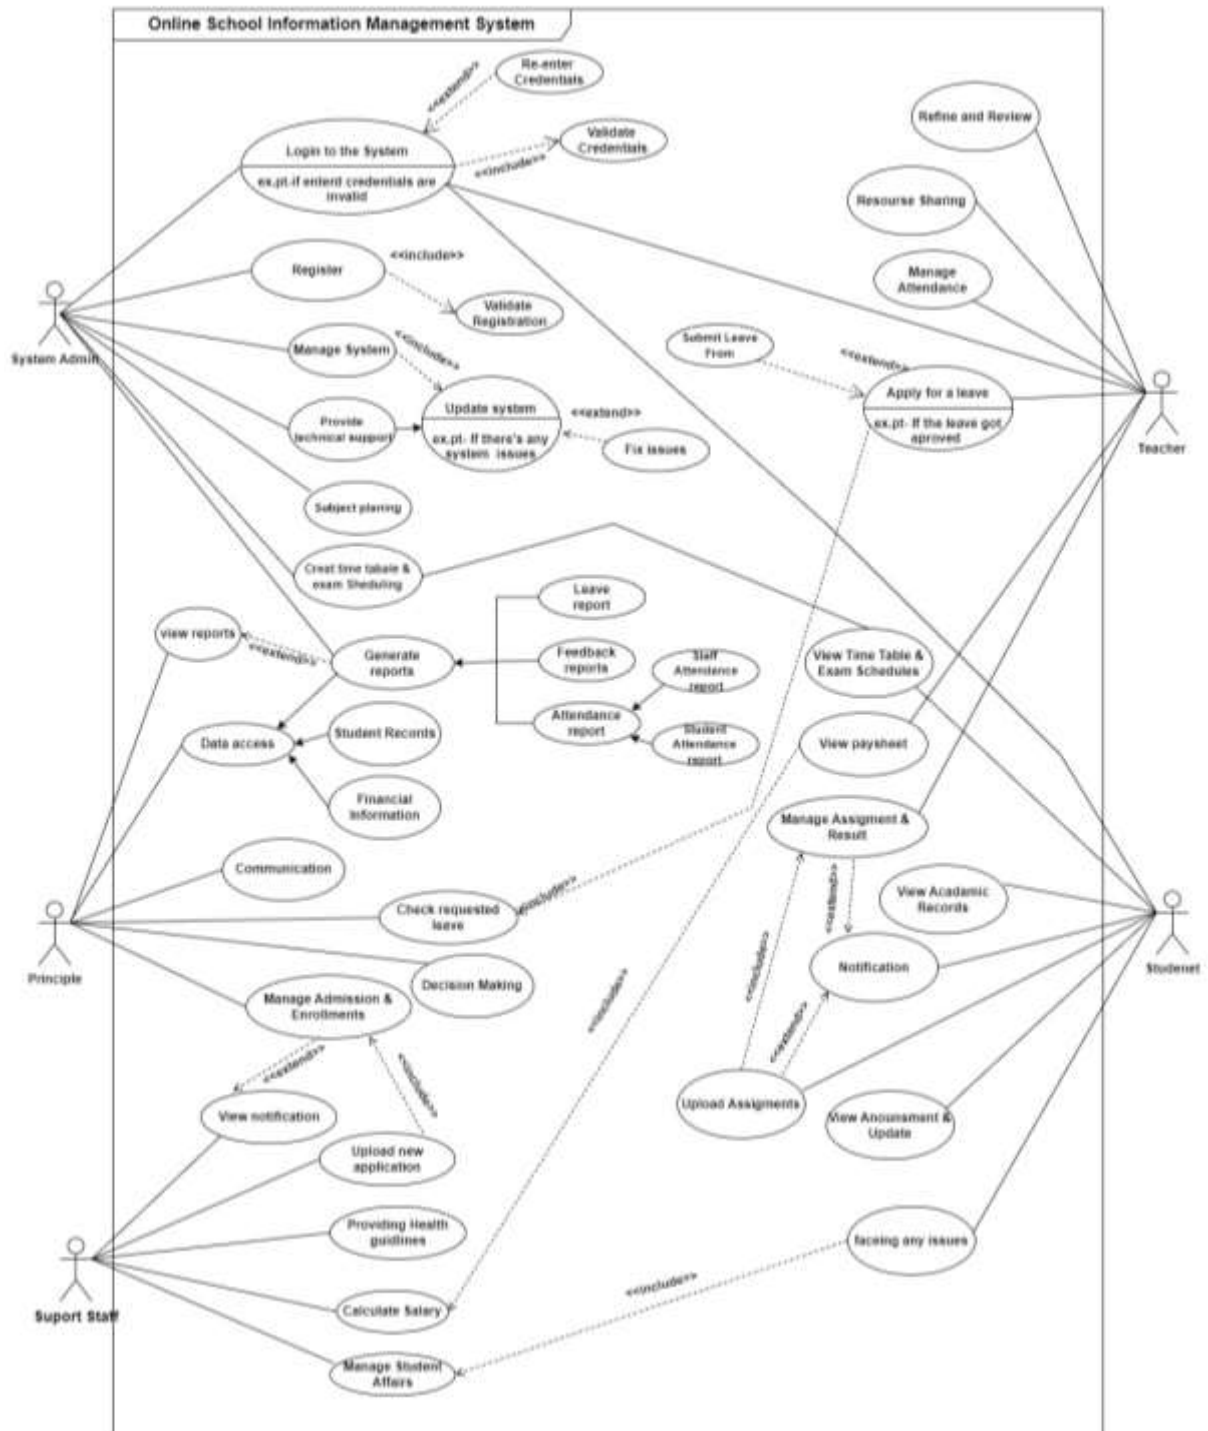 Online School Information Management System
Re-enter
Credentials
<<extend>>
Refine and Review
Login to the System
Validate
Credentials
<<include>>
ex.pt-if enterd credentials are
invalid
Resourse Sharing
Register
<<include>>
Manage
Attendance
Validate
Registration
System Admin
Manage System
<<include>>
Submit Leave
From
<<extend>>
Apply for a leave
ex.pt- If the leave got
aproved
Teacher
Provide
technical support
Update system
ex.pt- If there's any
system issues
<<extend>>
Fix issues
Subject planing
Creat time tabale &
exam Sheduling
Leave
report
view reports
<<extend>>
Generate
reports
Feedback
reports
Staff
Attendance
report
View Time Table &
Exam Schedules
Data access
Student Records
Attendance
report
Student
Attendance
report
View paysheet
Financial
Information
Manage Assigment &
Result
Communication
<<extend>>
View Acadamic
Records
Check requested
leave
<<include>>
Principle
Decision Making
<<include>>
Notification
Studenet
Manage Admission &
Enrollments
<<include>>
<<extend>>
<<extend>>
<<include>>
View notification
Upload Assigments
View Anounsment &
Update
Upload new
application
Providing Health
guidlines
faceing any issues
Suport Staff
Calculate Salary
<<include>>
Manage Student
Affairs